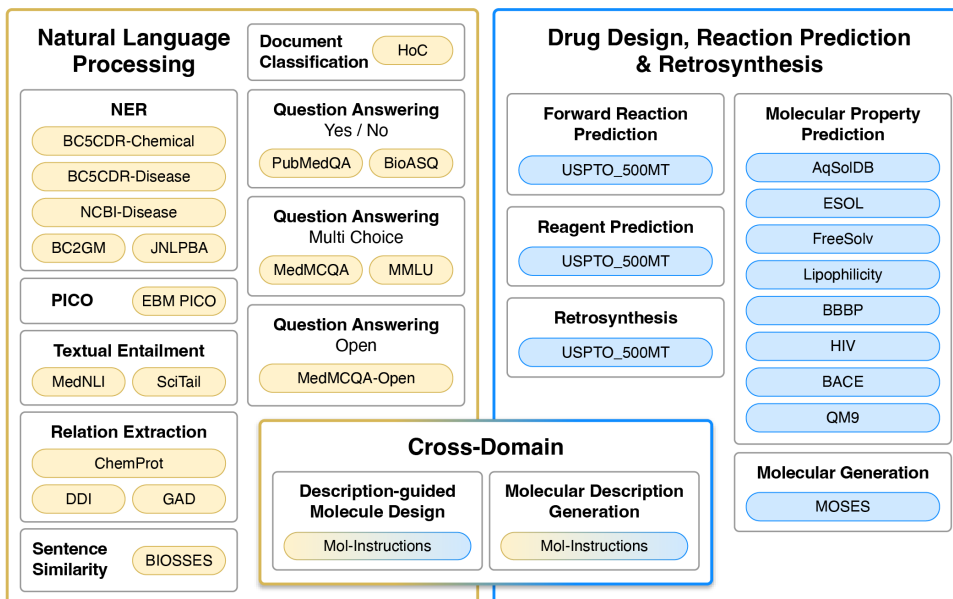 Natural Language
Processing
NER
BC5CDR-Chemical
BC5CDR-Disease
NCBI-Disease
BC2GM
JNLPBA
PICO
EBM PICO
Textual Entailment
MedNLI
SciTail
Relation Extraction
ChemProt
DDI
GAD
Sentence
Similarity
BIOSSES
Document
Classification
HoC
Question Answering
Yes / No
PubMedQA
BioASQ
Question Answering
Multi Choice
MedMCQA
MMLU
Question Answering
Open
MedMCQA-Open
Cross-Domain
Description-guided
Molecule Design
Mol-Instructions
Molecular Description
Generation
Mol-Instructions
Drug Design, Reaction Prediction
& Retrosynthesis
Forward Reaction
Prediction
USPTO_500MT
Reagent Prediction
USPTO_500MT
Retrosynthesis
USPTO_500MT
Molecular Property
Prediction
AqSolDB
ESOL
FreeSolv
Lipophilicity
BBBP
HIV
BACE
QM9
Molecular Generation
MOSES